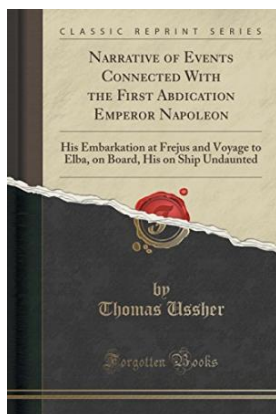 CLASSIC REPRINT SERIES
NARRATIVE OF EVENTS
CONNECTED WITH
THE FIRST ABDICATION
EMPEROR NAPOLEON
His Embarkation at Frejus and Voyage to
Elba, on Board, His on Ship Undaunted
by
Thomas Ussher
Forgotten Books